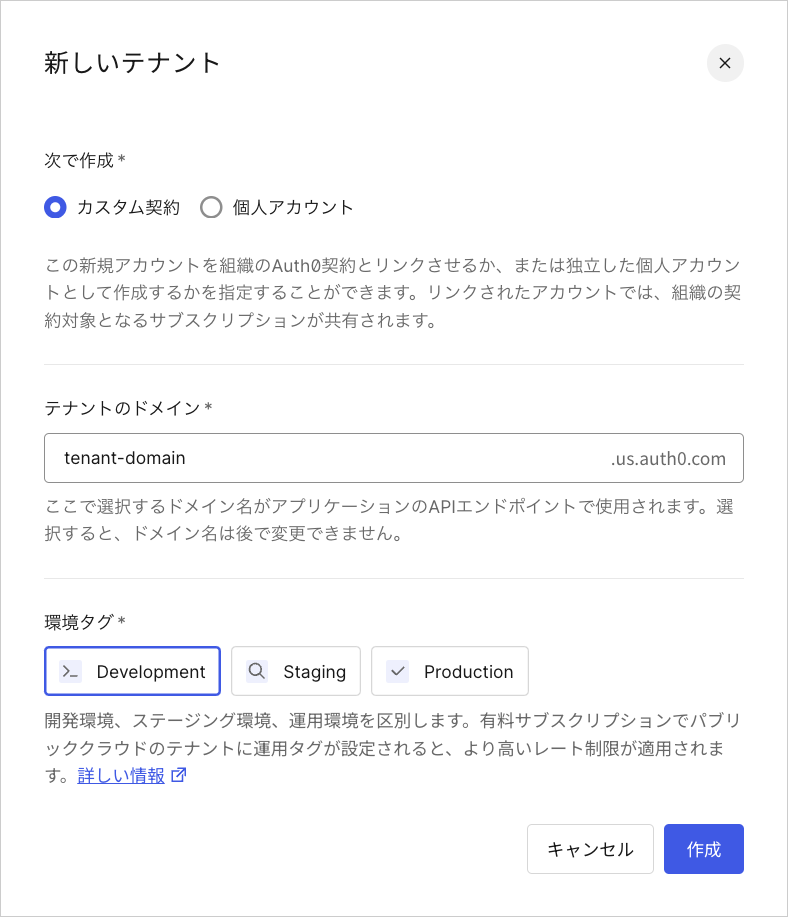 新しいテナント
次で作成 *
カスタム契約 個人アカウント
この新規アカウントを組織のAuth0契約とリンクさせるか、または独立した個人アカウン
トとして作成するかを指定することができます。リンクされたアカウントでは、組織の契
約対象となるサブスクリプションが共有されます。
テナントのドメイン *
tenant-domain .us.auth0.com
ここで選択するドメイン名がアプリケーションのAPIエンドポイントで使用されます。選
択すると、ドメイン名は後で変更できません。
環境タグ *
Development Staging Production
開発環境、ステージング環境、運用環境を区別します。有料サブスクリプションでパブリ
ッククラウドのテナントに運用タグが設定されると、より高いレート制限が適用されま
す。詳しい情報
キャンセル 作成